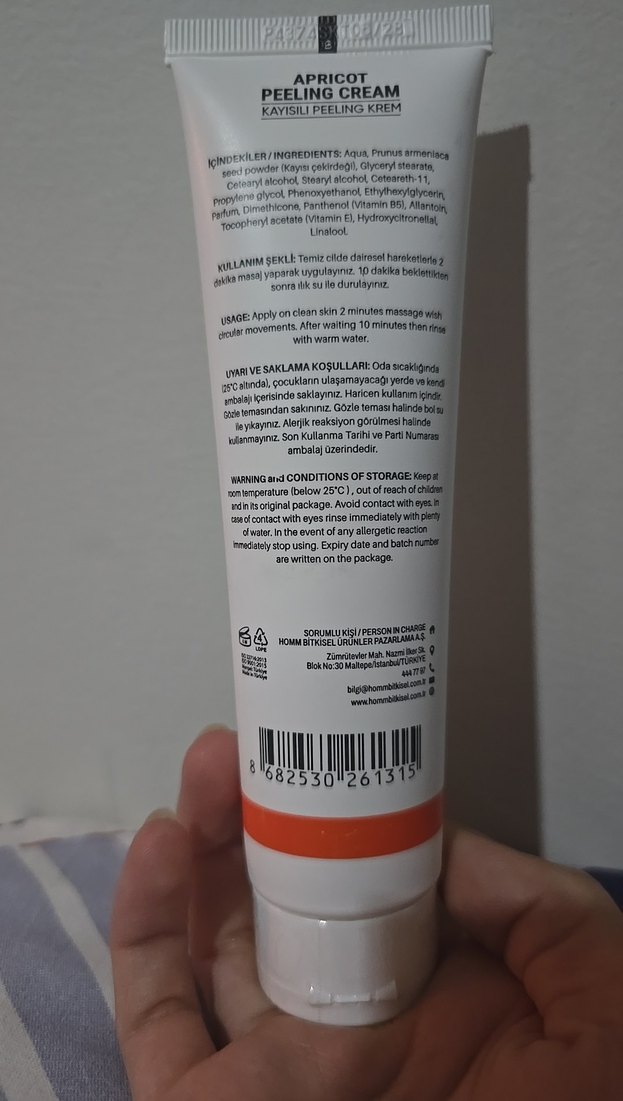 APRICOT
PEELING CREAM
KAYISILI PEELING KREM
İÇİNDEKİLER / INGREDIENTS: Aqua, Prunus armeniaca
seed powder (Kayısı çekirdeği), Glyceryl stearate,
Cetearyl alcohol, Stearyl alcohol, Ceteareth-11,
Propylene glycol, Phenoxyethanol, Ethylhexylglycerin,
Parfum, Dimethicone, Panthenol (Vitamin B5), Allantoin,
Tocopheryl acetate (Vitamin E), Hydroxycitronellal,
Linalool.
KULLANIM ŞEKLİ: Temiz cilde dairesel hareketlerle 2
dakika masaj yaparak uygulayınız. 10 dakika beklettikten
sonra ılık su ile durulayınız.
USAGE: Apply on clean skin 2 minutes massage wish
circular movements. After waiting 10 minutes then rinse
with warm water.
UYARI VE SAKLAMA KOŞULLARI: Oda sıcaklığında
(25°C altında), çocukların ulaşamayacağı yerde ve kendi
ambalajı içerisinde saklayınız. Haricen kullanım içindir.
Gözle temasından sakınınız. Gözle teması halinde bol su
ile yıkayınız. Alerjik reaksiyon görülmesi halinde
kullanmayınız. Son Kullanma Tarihi ve Parti Numarası
ambalaj üzerindedir.
WARNING and CONDITIONS OF STORAGE: Keep at
room temperature (below 25°C ) , out of reach of children
and in its original package. Avoid contact with eyes. In
case of contact with eyes rinse immediately with plenty
of water. In the event of any allergetic reaction
immediately stop using. Expiry date and batch number
are written on the package.
SORUMLU KİŞİ / PERSON IN CHARGE
HOMM BİTKİSEL ÜRÜNLER PAZARLAMA A.Ş.
Zümrütevler Mah. Nazmi İlker Sk.
Blok No:30 Maltepe/İstanbul/TÜRKİYE
444 77 97
bilgi@hommbitkisel.com.tr
www.hommbitkisel.com.tr
4
LDPE
8 682530 261315